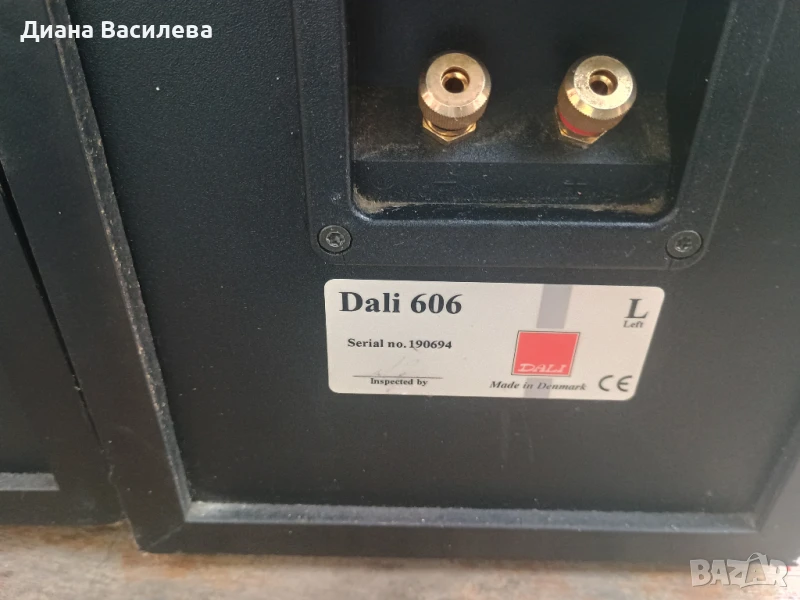 Диана Василева
− +
Dali 606
L
Left
Serial no. 190694
DALI
Inspected by
Made in Denmark CE
BAZAR